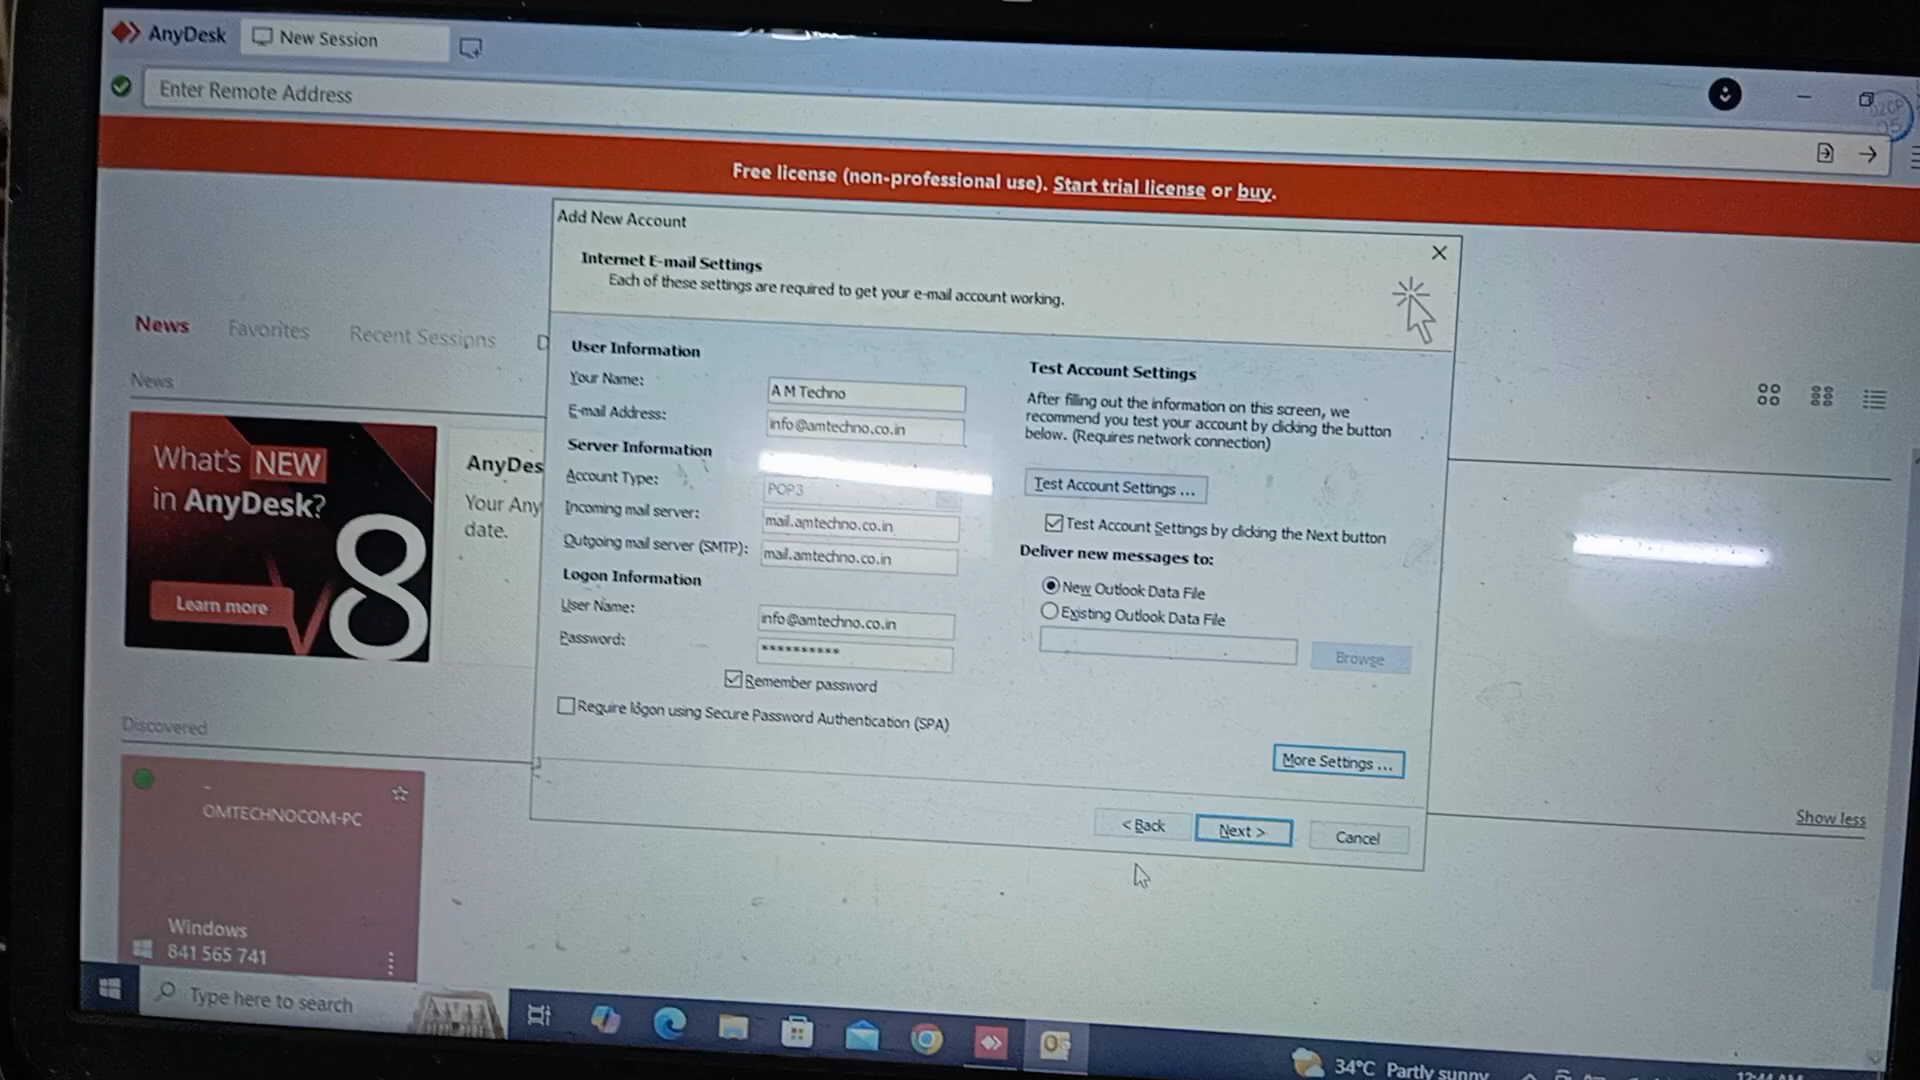 AnyDesk
New Session
Enter Remote Address
Free license (non-professional use). Start trial license or buy.
Add New Account
Internet E-mail Settings
Each of these settings are required to get your e-mail account working.
News
Favorites
Recent Sessions
D
News
What's NEW
in AnyDesk?
8
Learn more
AnyDes
Your Any
date.
User Information
Your Name:
A M Techno
E-mail Address:
info@amtechno.co.in
Server Information
Account Type:
POP3
Incoming mail server:
mail.amtechno.co.in
Outgoing mail server (SMTP):
mail.amtechno.co.in
Logon Information
User Name:
info@amtechno.co.in
Password:
**********
Remember password
Require logon using Secure Password Authentication (SPA)
Test Account Settings
After filling out the information on this screen, we
recommend you test your account by clicking the button
below. (Requires network connection)
Test Account Settings ...
Test Account Settings by clicking the Next button
Deliver new messages to:
New Outlook Data File
Existing Outlook Data File
Browse
More Settings ...
< Back
Next >
Cancel
Discovered
Show less
OMTECHNOCOM-PC
Windows
841 565 741
Type here to search
34°C Partly sunny